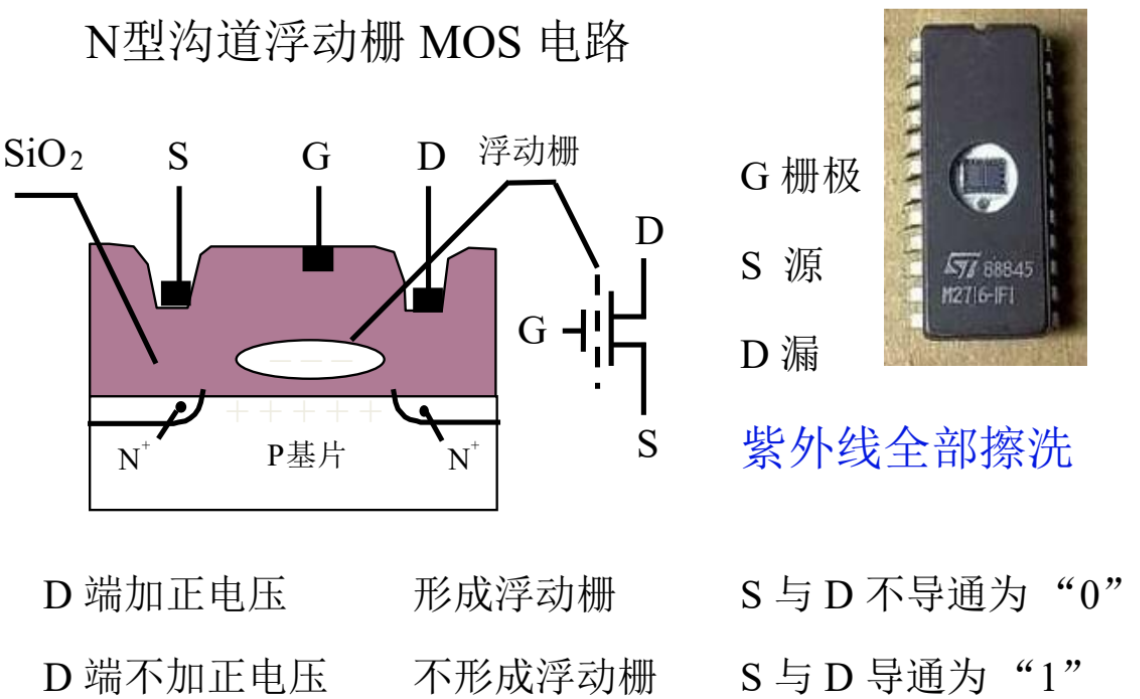 N型沟道浮动栅 MOS 电路
SiO₂ S G D 浮动栅
G 栅极
S 源
D 漏
D
G
S
N⁺ P基片 N⁺
ST 88845
M2716-1F1
紫外线全部擦洗
D 端加正电压 形成浮动栅 S 与 D 不导通为 “0”
D 端不加正电压 不形成浮动栅 S 与 D 导通为 “1”